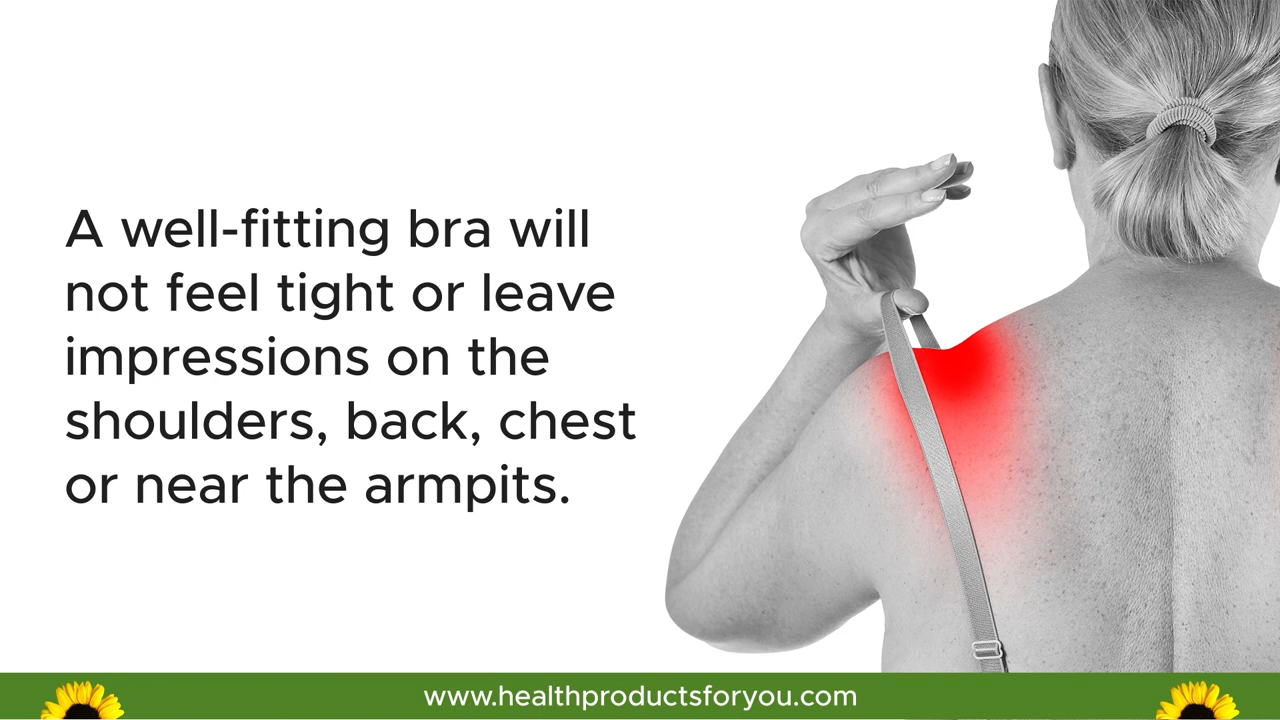 A well-fitting bra will
not feel tight or leave
impressions on the
shoulders, back, chest
or near the armpits.
www.healthproductsforyou.com